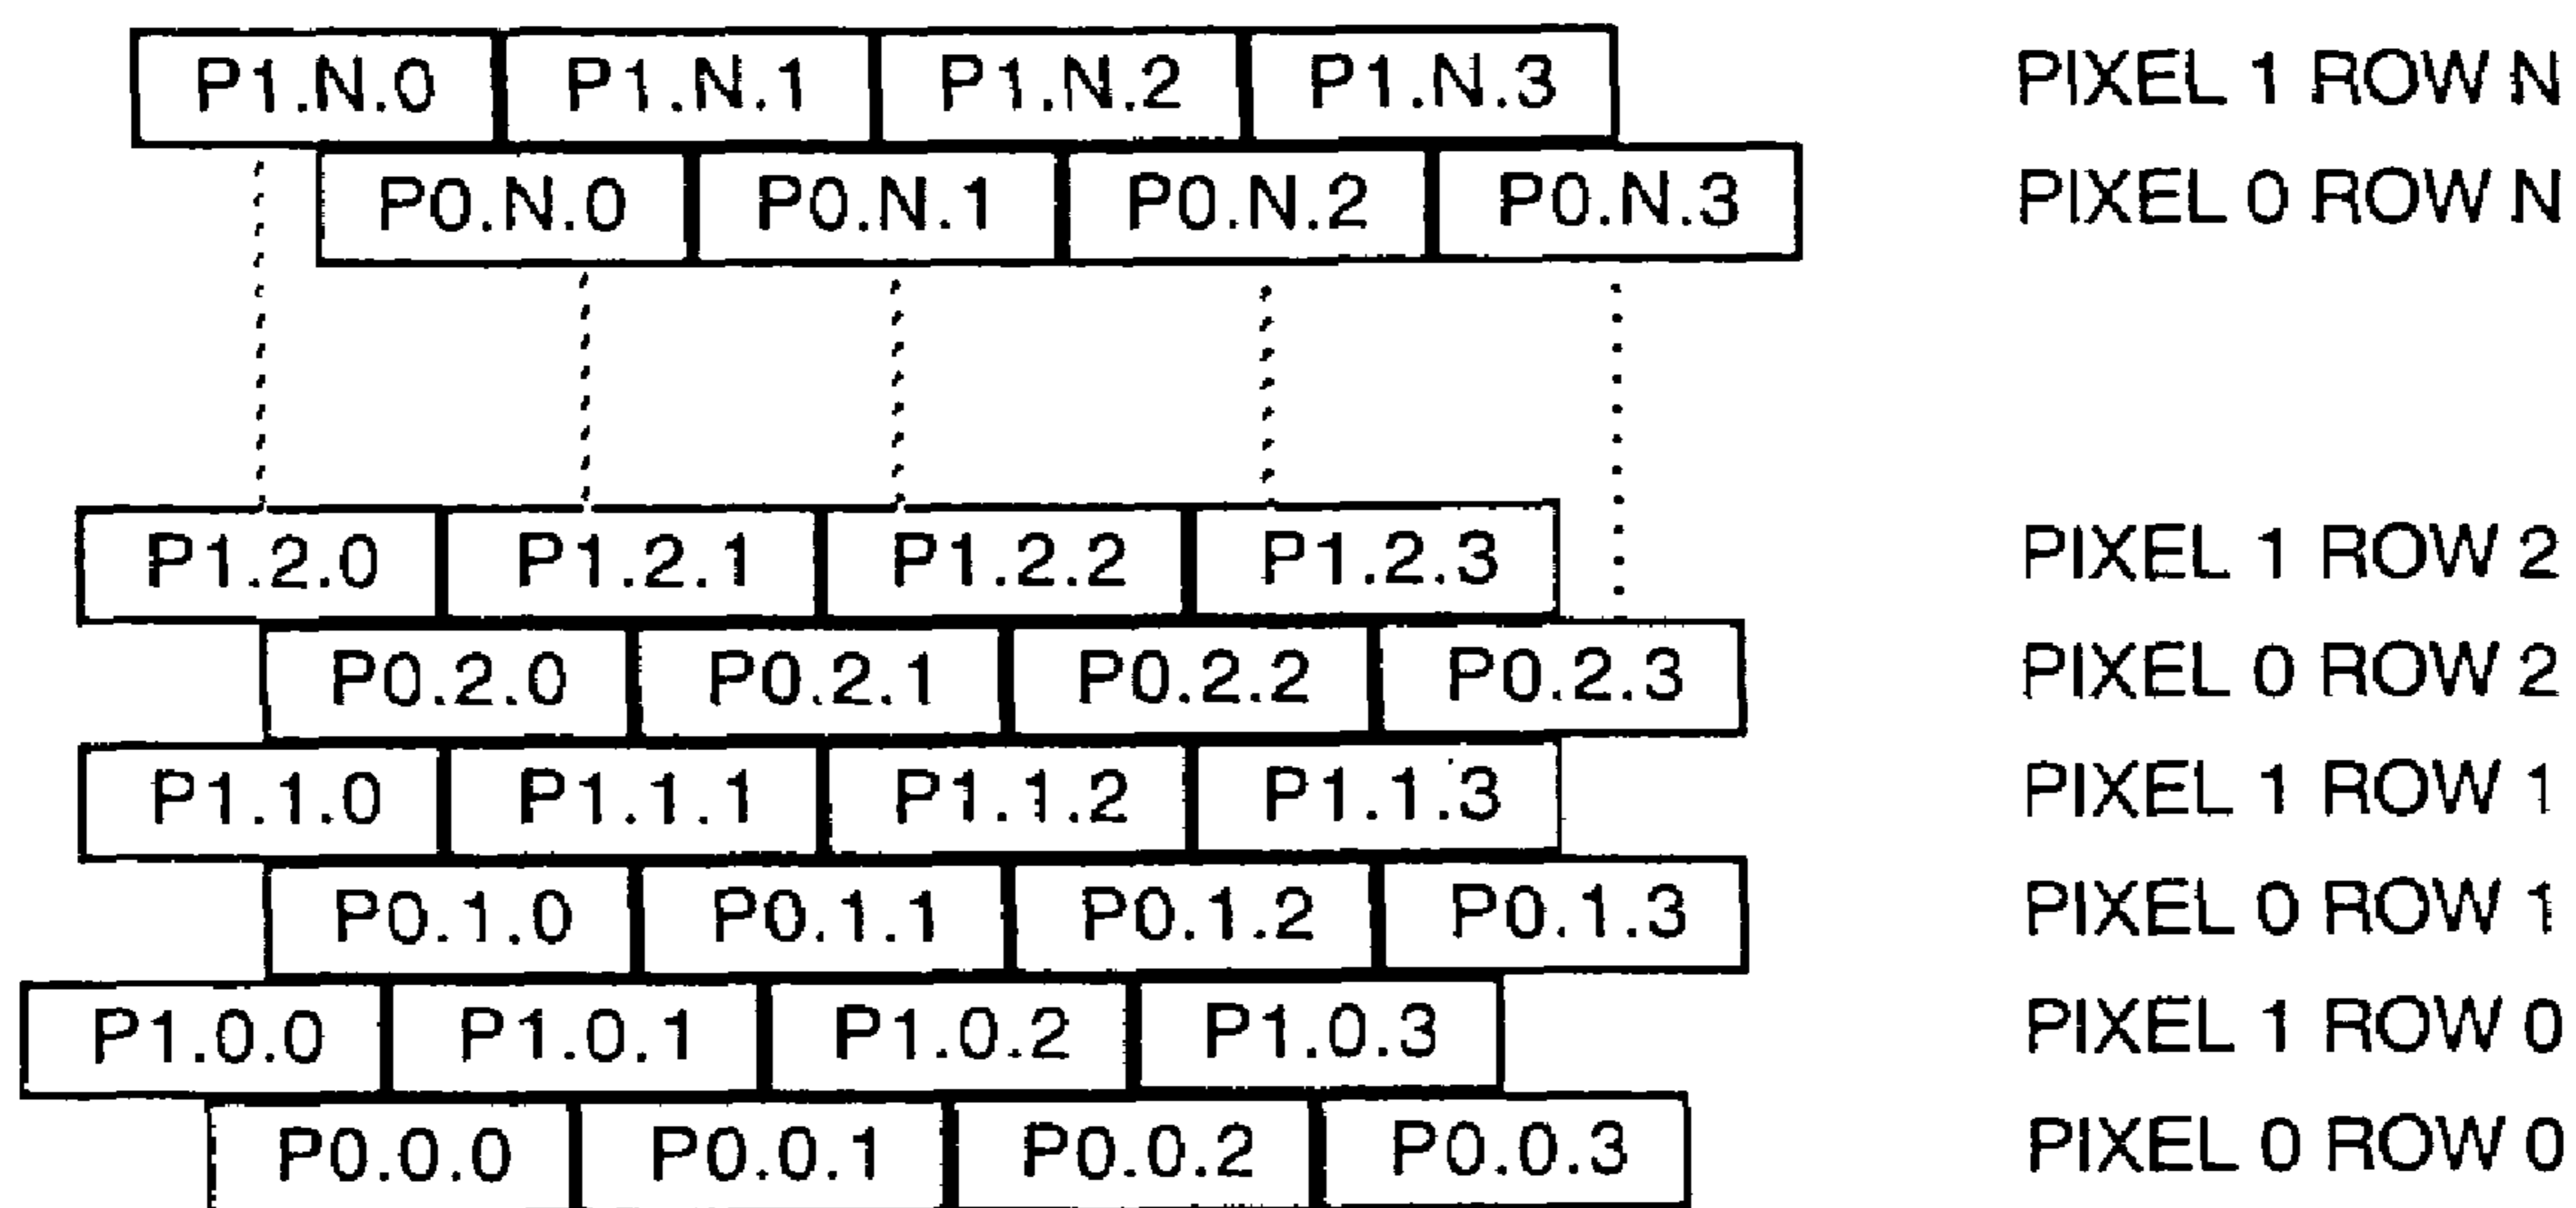 P1.N.0 P1.N.1 P1.N.2 P1.N.3 PIXEL 1 ROW N
P0.N.0 P0.N.1 P0.N.2 P0.N.3 PIXEL 0 ROW N
P1.2.0 P1.2.1 P1.2.2 P1.2.3 PIXEL 1 ROW 2
P0.2.0 P0.2.1 P0.2.2 P0.2.3 PIXEL 0 ROW 2
P1.1.0 P1.1.1 P1.1.2 P1.1.3 PIXEL 1 ROW 1
P0.1.0 P0.1.1 P0.1.2 P0.1.3 PIXEL 0 ROW 1
P1.0.0 P1.0.1 P1.0.2 P1.0.3 PIXEL 1 ROW 0
P0.0.0 P0.0.1 P0.0.2 P0.0.3 PIXEL 0 ROW 0